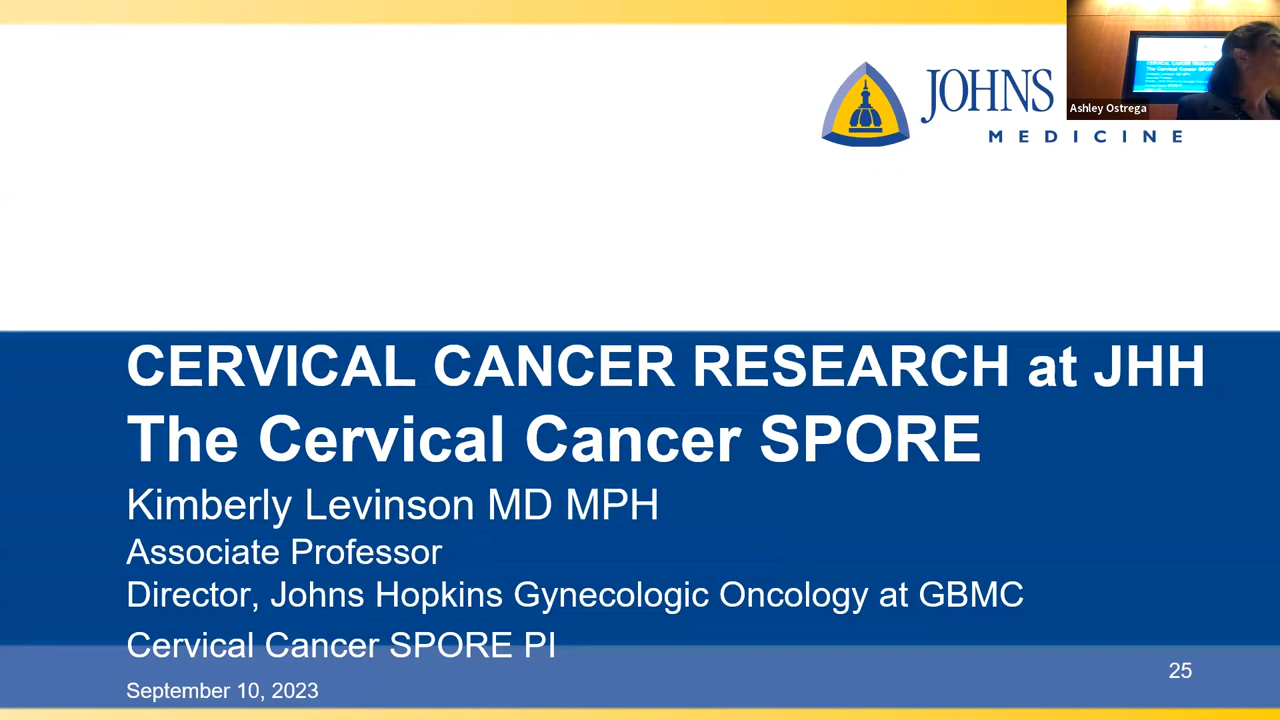 JOHNS
MEDICINE
Ashley Ostrega
CERVICAL CANCER RESEARCH at JHH
The Cervical Cancer SPORE
Kimberly Levinson MD MPH
Associate Professor
Director, Johns Hopkins Gynecologic Oncology at GBMC
Cervical Cancer SPORE PI
September 10, 2023
25